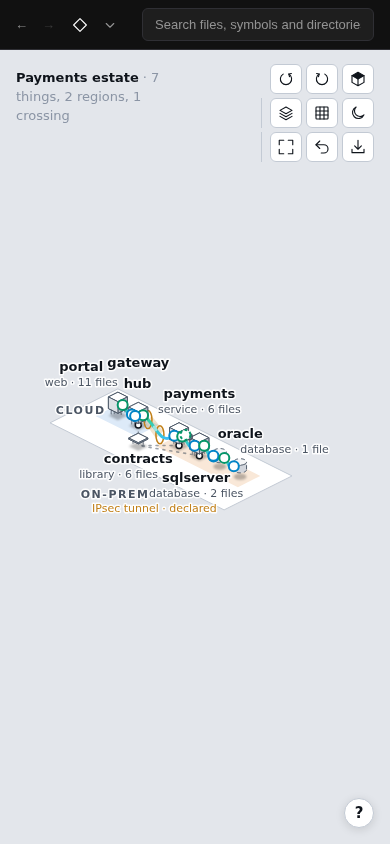 Search files, symbols and directorie
Payments estate · 7
things, 2 regions, 1
crossing
portal
gateway
web · 11 files
hub
payments
service · 6 files
CLOUD
oracle
database · 1 file
contracts
library · 6 files
sqlserver
database · 2 files
ON-PREM
IPsec tunnel · declared
?